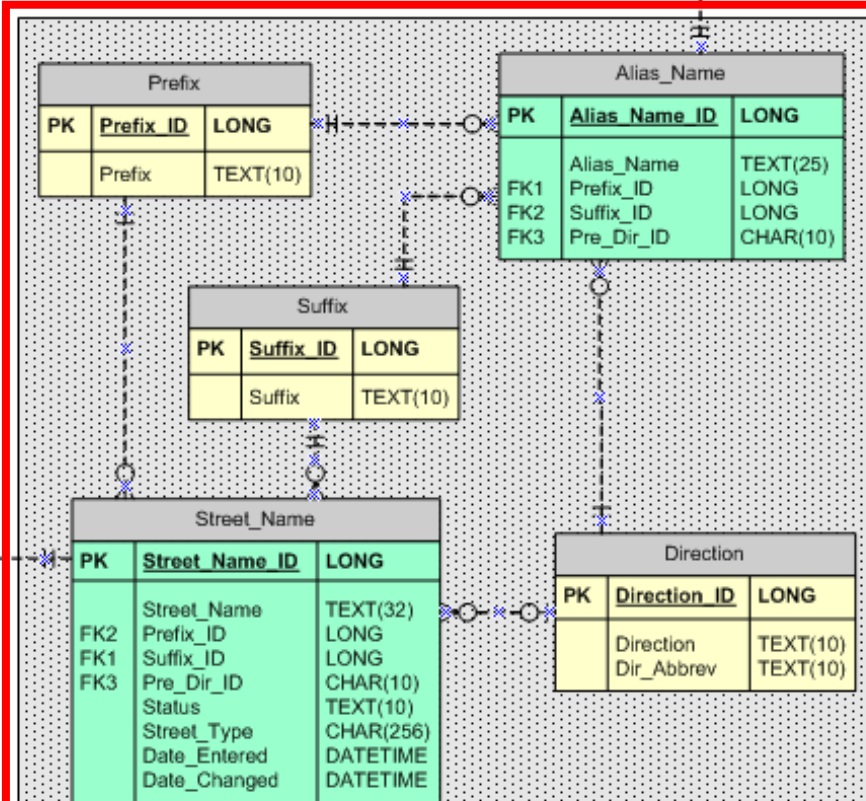 Prefix
PK Prefix_ID LONG
Prefix TEXT(10)
Alias_Name
PK Alias_Name_ID LONG
Alias_Name TEXT(25)
FK1 Prefix_ID LONG
FK2 Suffix_ID LONG
FK3 Pre_Dir_ID CHAR(10)
Suffix
PK Suffix_ID LONG
Suffix TEXT(10)
Street_Name
PK Street_Name_ID LONG
Street_Name TEXT(32)
FK2 Prefix_ID LONG
FK1 Suffix_ID LONG
FK3 Pre_Dir_ID CHAR(10)
Status TEXT(10)
Street_Type CHAR(256)
Date_Entered DATETIME
Date_Changed DATETIME
Direction
PK Direction_ID LONG
Direction TEXT(10)
Dir_Abbrev TEXT(10)